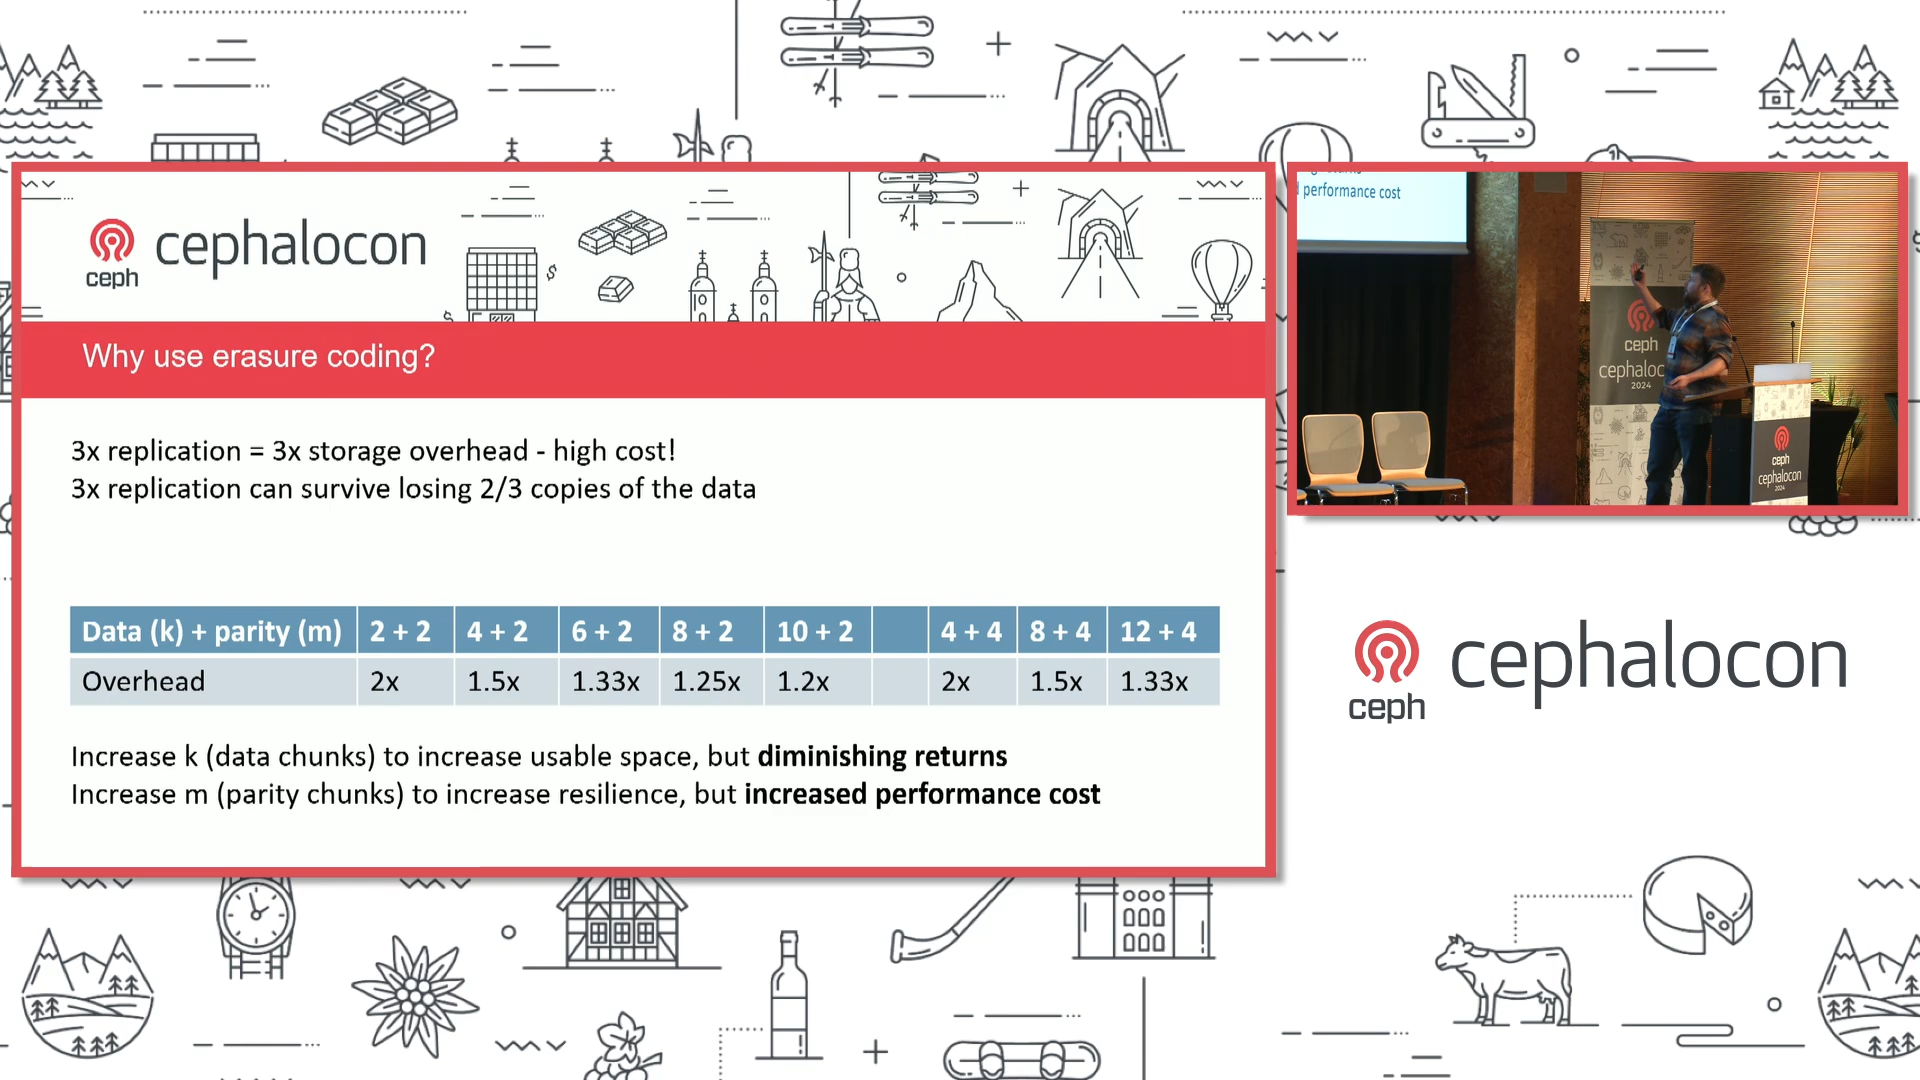 ceph
cephalocon
Why use erasure coding?
3x replication = 3x storage overhead - high cost!
3x replication can survive losing 2/3 copies of the data
Data (k) + parity (m) 2 + 2 4 + 2 6 + 2 8 + 2 10 + 2 4 + 4 8 + 4 12 + 4
Overhead 2x 1.5x 1.33x 1.25x 1.2x 2x 1.5x 1.33x
Increase k (data chunks) to increase usable space, but diminishing returns
Increase m (parity chunks) to increase resilience, but increased performance cost
performance cost
ceph
cephaloc
2024
ceph
cephalocon
2024
ceph
cephalocon